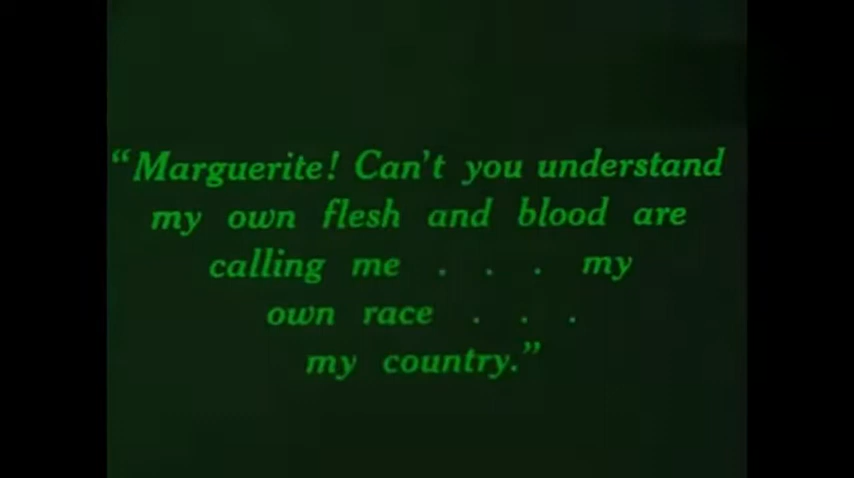 “Marguerite! Can't you understand
my own flesh and blood are
calling me . . . my
own race . . .
my country.”